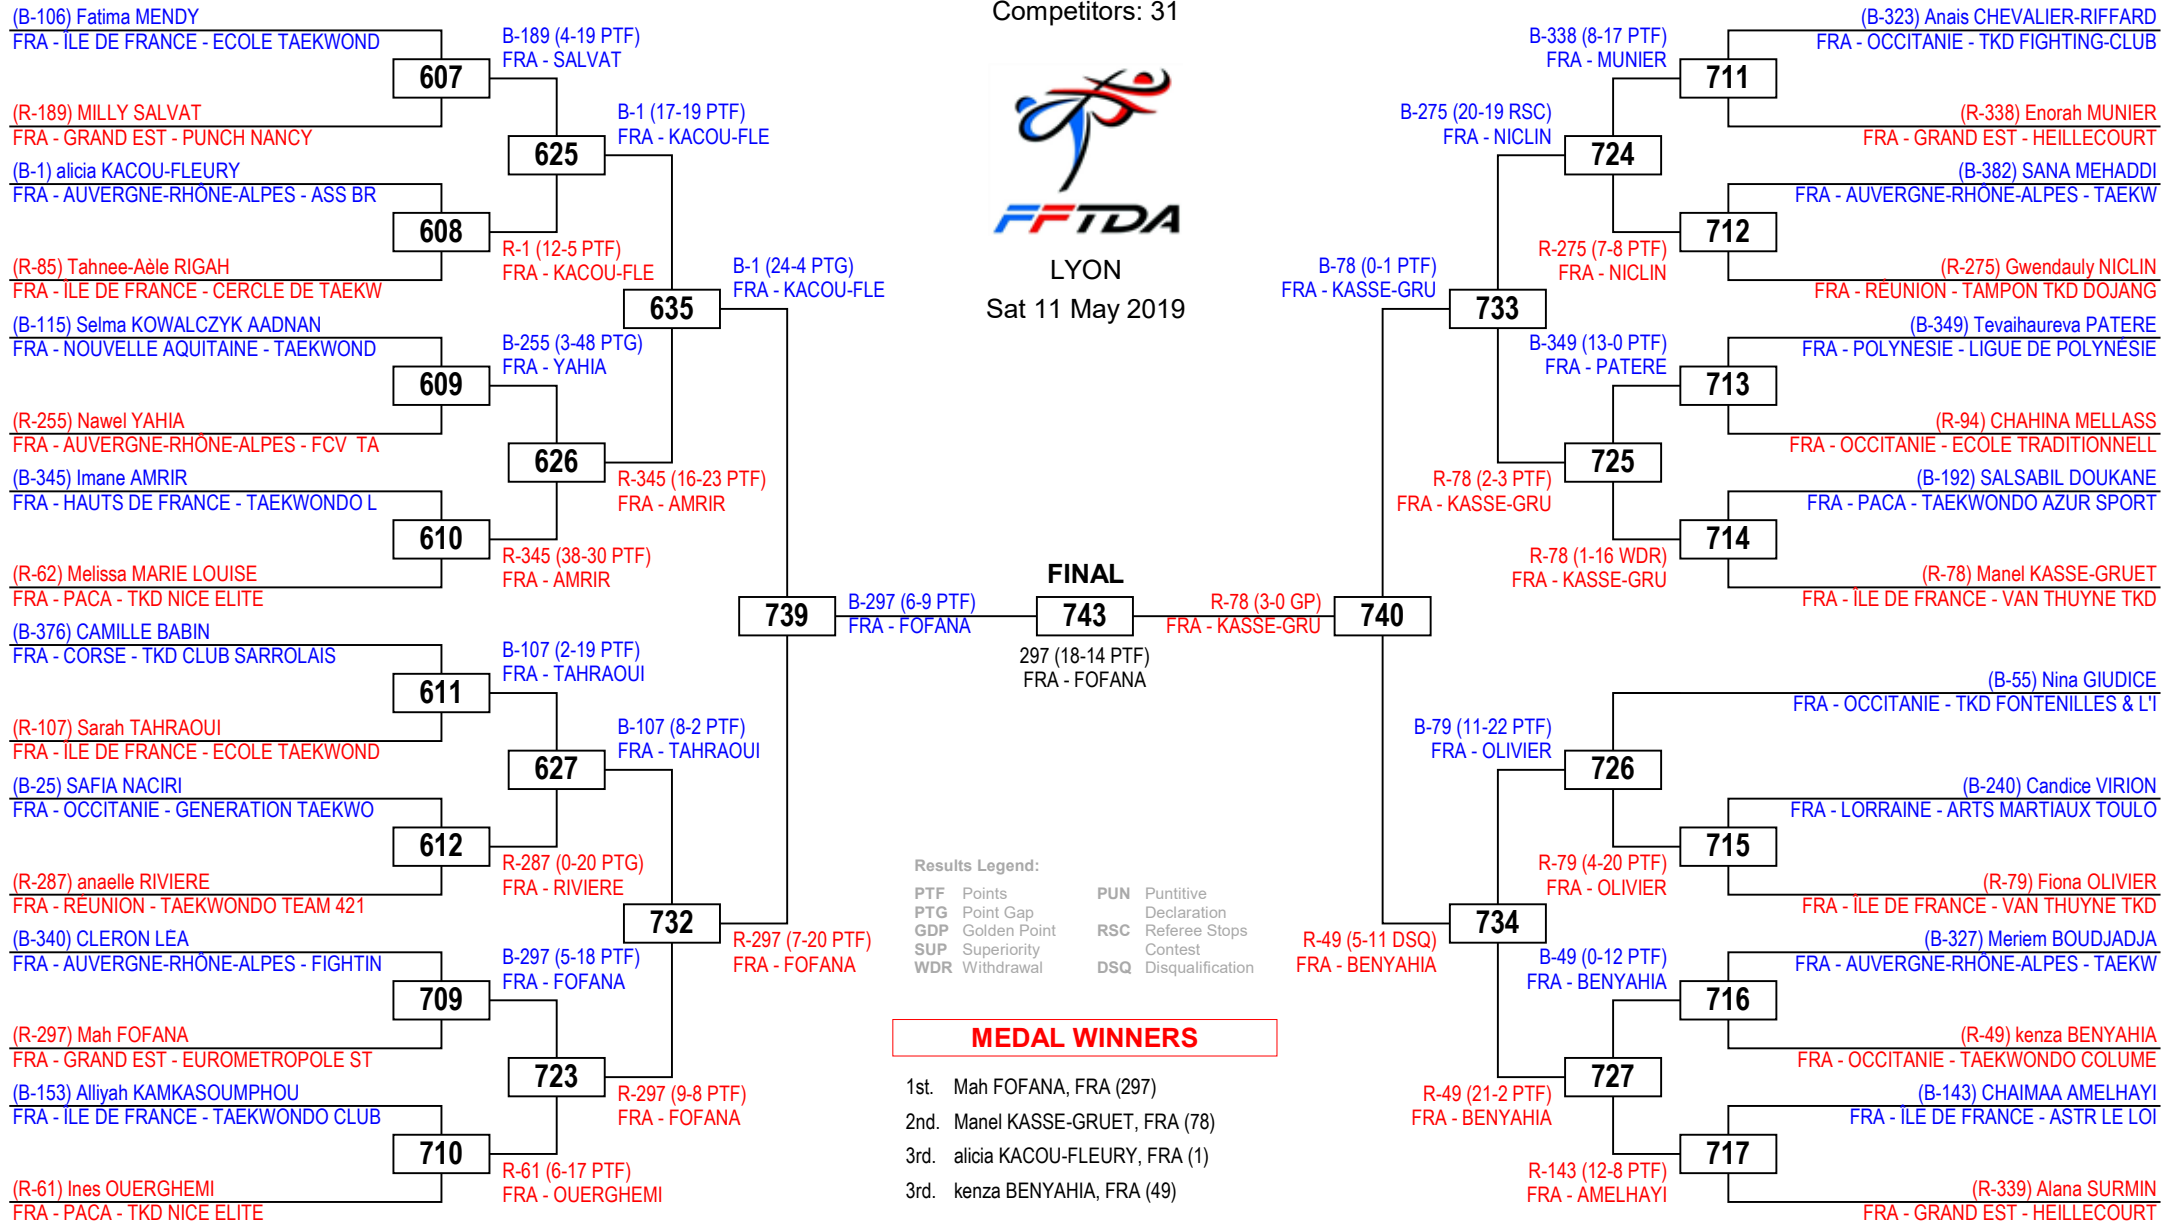 Competitors: 31
FFTDA
LYON
Sat 11 May 2019
(B-106) Fatima MENDY
FRA - ÎLE DE FRANCE - ECOLE TAEKWOND
607
(R-189) MILLY SALVAT
FRA - GRAND EST - PUNCH NANCY
(B-1) alicia KACOU-FLEURY
FRA - AUVERGNE-RHÔNE-ALPES - ASS BR
608
(R-85) Tahnee-Aèle RIGAH
FRA - ÎLE DE FRANCE - CERCLE DE TAEKW
(B-115) Selma KOWALCZYK AADNAN
FRA - NOUVELLE AQUITAINE - TAEKWOND
609
(R-255) Nawel YAHIA
FRA - AUVERGNE-RHÔNE-ALPES - FCV TA
(B-345) Imane AMRIR
FRA - HAUTS DE FRANCE - TAEKWONDO L
610
(R-62) Melissa MARIE LOUISE
FRA - PACA - TKD NICE ELITE
(B-376) CAMILLE BABIN
FRA - CORSE - TKD CLUB SARROLAIS
611
(R-107) Sarah TAHRAOUI
FRA - ÎLE DE FRANCE - ECOLE TAEKWOND
(B-25) SAFIA NACIRI
FRA - OCCITANIE - GENERATION TAEKWO
612
(R-287) anaelle RIVIERE
FRA - RÉUNION - TAEKWONDO TEAM 421
(B-340) CLERON LÉA
FRA - AUVERGNE-RHÔNE-ALPES - FIGHTIN
709
(R-297) Mah FOFANA
FRA - GRAND EST - EUROMETROPOLE ST
(B-153) Alliyah KAMKASOUMPHOU
FRA - ÎLE DE FRANCE - TAEKWONDO CLUB
710
(R-61) Ines OUERGHEMI
FRA - PACA - TKD NICE ELITE
B-189 (4-19 PTF)
FRA - SALVAT
625
R-1 (12-5 PTF)
FRA - KACOU-FLE
B-255 (3-48 PTG)
FRA - YAHIA
626
R-345 (38-30 PTF)
FRA - AMRIR
B-107 (2-19 PTF)
FRA - TAHRAOUI
627
R-287 (0-20 PTG)
FRA - RIVIERE
B-297 (5-18 PTF)
FRA - FOFANA
723
R-61 (6-17 PTF)
FRA - OUERGHEMI
B-1 (17-19 PTF)
FRA - KACOU-FLE
635
R-345 (16-23 PTF)
FRA - AMRIR
B-107 (8-2 PTF)
FRA - TAHRAOUI
732
R-297 (9-8 PTF)
FRA - FOFANA
B-1 (24-4 PTG)
FRA - KACOU-FLE
739
R-297 (7-20 PTF)
FRA - FOFANA
B-297 (6-9 PTF)
FRA - FOFANA
FINAL
743
297 (18-14 PTF)
FRA - FOFANA
R-78 (3-0 GP)
FRA - KASSE-GRU
740
B-78 (0-1 PTF)
FRA - KASSE-GRU
R-49 (5-11 DSQ)
FRA - BENYAHIA
B-275 (20-19 RSC)
FRA - NICLIN
733
R-78 (2-3 PTF)
FRA - KASSE-GRU
B-79 (11-22 PTF)
FRA - OLIVIER
734
R-49 (21-2 PTF)
FRA - BENYAHIA
B-338 (8-17 PTF)
FRA - MUNIER
724
R-275 (7-8 PTF)
FRA - NICLIN
B-349 (13-0 PTF)
FRA - PATERE
725
R-78 (1-16 WDR)
FRA - KASSE-GRU
726
R-79 (4-20 PTF)
FRA - OLIVIER
B-49 (0-12 PTF)
FRA - BENYAHIA
727
R-143 (12-8 PTF)
FRA - AMELHAYI
(B-323) Anais CHEVALIER-RIFFARD
FRA - OCCITANIE - TKD FIGHTING-CLUB
711
(R-338) Enorah MUNIER
FRA - GRAND EST - HEILLECOURT
(B-382) SANA MEHADDI
FRA - AUVERGNE-RHÔNE-ALPES - TAEKW
712
(R-275) Gwendauly NICLIN
FRA - RÉUNION - TAMPON TKD DOJANG
(B-349) Tevaihaureva PATERE
FRA - POLYNÉSIE - LIGUE DE POLYNÉSIE
713
(R-94) CHAHINA MELLASS
FRA - OCCITANIE - ECOLE TRADITIONNELL
(B-192) SALSABIL DOUKANE
FRA - PACA - TAEKWONDO AZUR SPORT
714
(R-78) Manel KASSE-GRUET
FRA - ÎLE DE FRANCE - VAN THUYNE TKD
(B-55) Nina GIUDICE
FRA - OCCITANIE - TKD FONTENILLES & L'I
(B-240) Candice VIRION
FRA - LORRAINE - ARTS MARTIAUX TOULO
715
(R-79) Fiona OLIVIER
FRA - ÎLE DE FRANCE - VAN THUYNE TKD
(B-327) Meriem BOUDJADJA
FRA - AUVERGNE-RHÔNE-ALPES - TAEKW
716
(R-49) kenza BENYAHIA
FRA - OCCITANIE - TAEKWONDO COLUME
(B-143) CHAIMAA AMELHAYI
FRA - ÎLE DE FRANCE - ASTR LE LOI
717
(R-339) Alana SURMIN
FRA - GRAND EST - HEILLECOURT
Results Legend:
PTF Points
PTG Point Gap
GDP Golden Point
SUP Superiority
WDR Withdrawal
PUN Puntitive
Declaration
RSC Referee Stops
Contest
DSQ Disqualification
MEDAL WINNERS
1st. Mah FOFANA, FRA (297)
2nd. Manel KASSE-GRUET, FRA (78)
3rd. alicia KACOU-FLEURY, FRA (1)
3rd. kenza BENYAHIA, FRA (49)